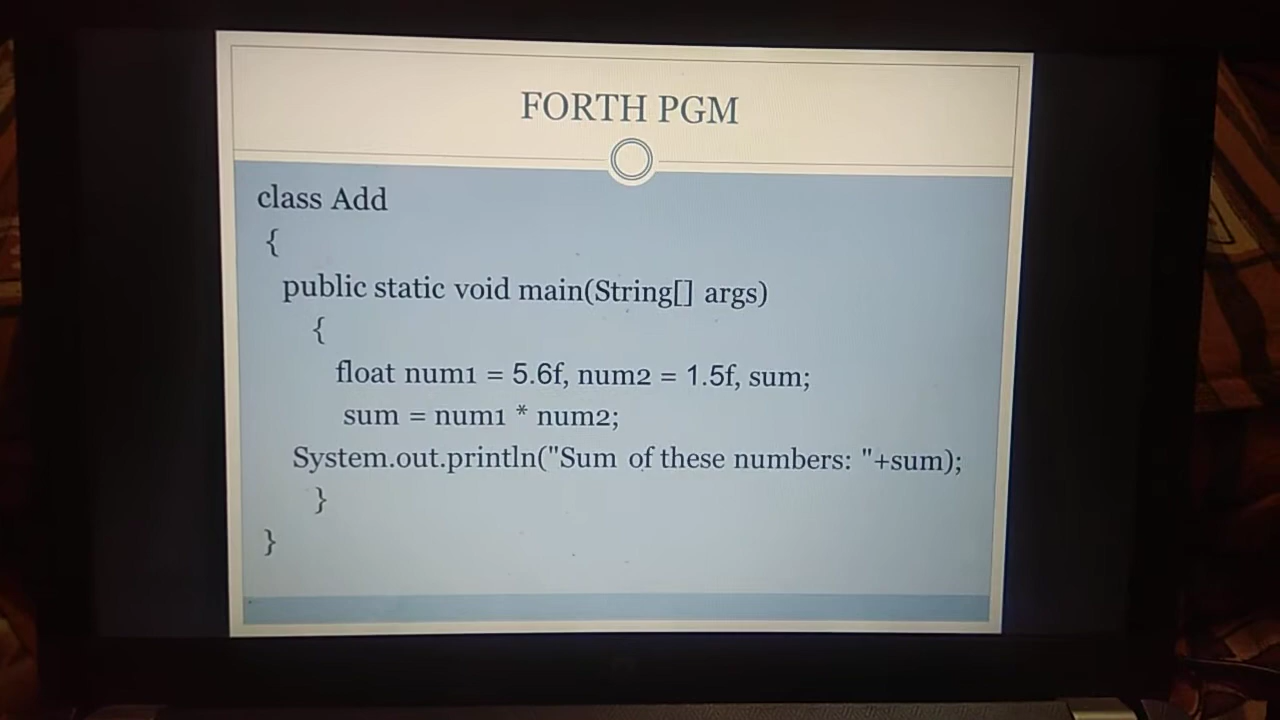 FORTH PGM
class Add
{
public static void main(String[] args)
{
float num1 = 5.6f, num2 = 1.5f, sum;
sum = num1 * num2;
System.out.println("Sum of these numbers: "+sum);
}
}